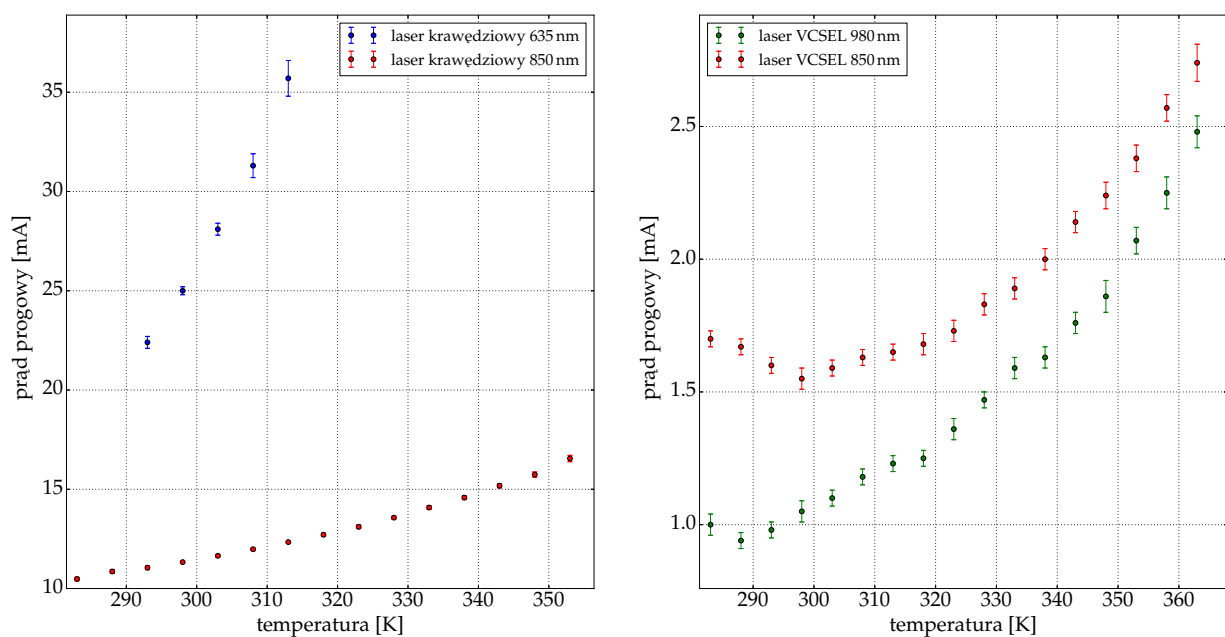 laser krawędziowy 635 nm
laser krawędziowy 850 nm
35
30
25
20
15
10
prąd progowy [mA]
290 300 310 320 330 340 350
temperatura [K]
laser VCSEL 980 nm
laser VCSEL 850 nm
2.5
2.0
1.5
1.0
prąd progowy [mA]
290 300 310 320 330 340 350 360
temperatura [K]